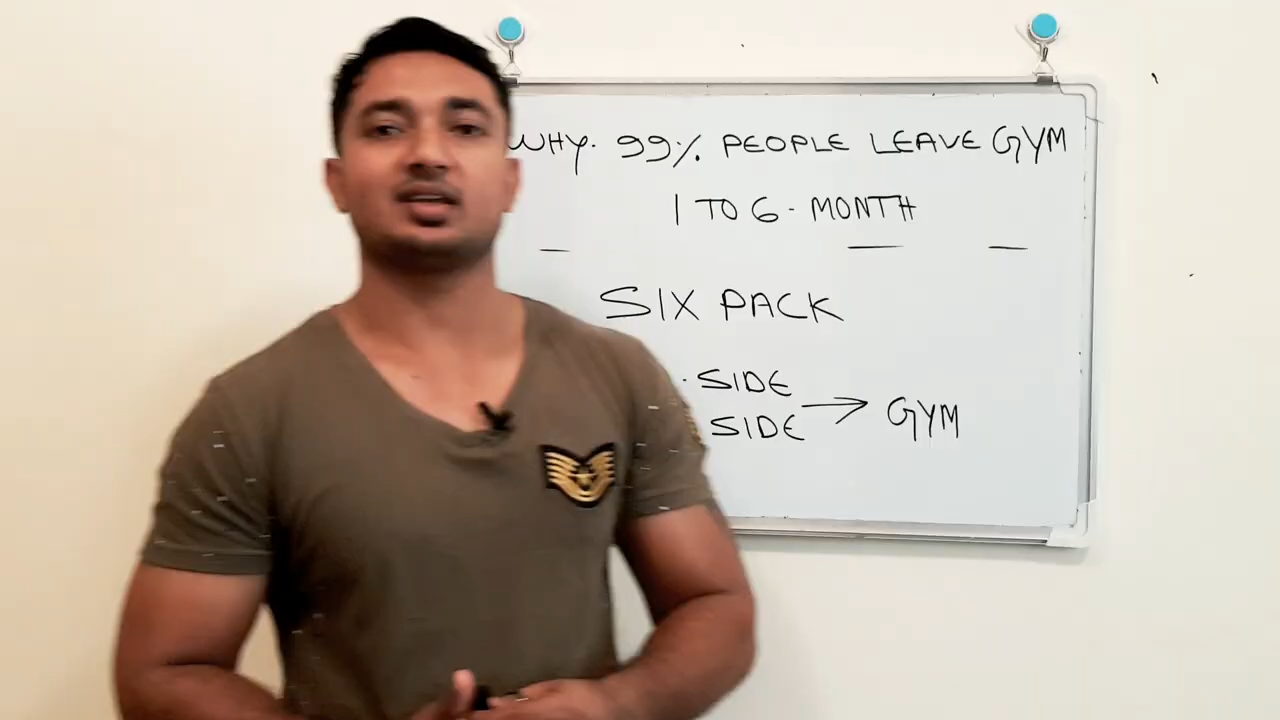 WHY. 99% PEOPLE LEAVE GYM
1 TO 6 - MONTH
SIX PACK
SIDE
SIDE → GYM